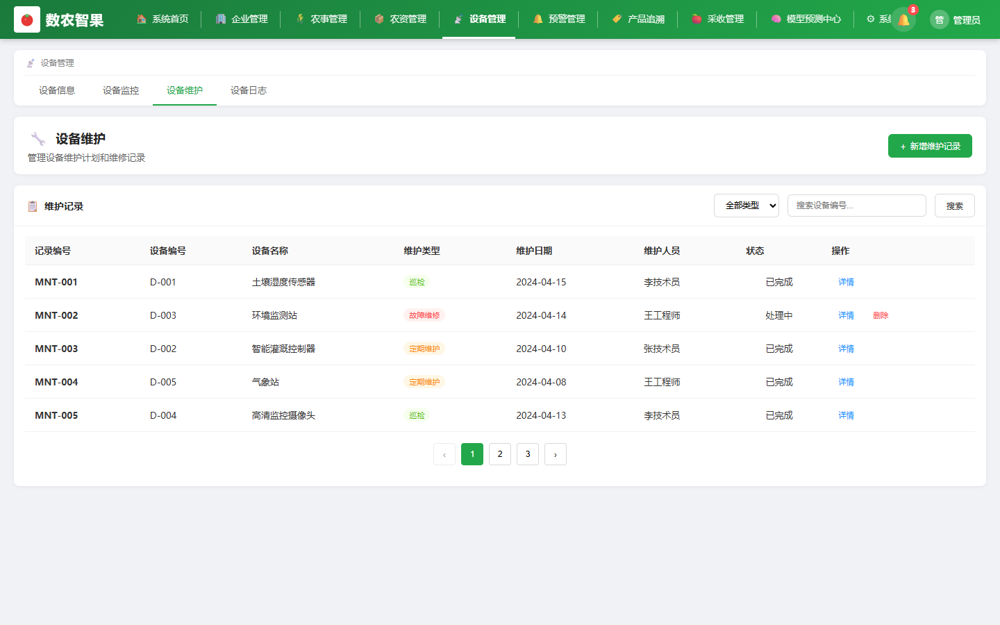 数农智果
系统首页
企业管理
农事管理
农资管理
设备管理
预警管理
产品追溯
采收管理
模型预测中心
系统
3
管
管理员
设备管理
设备信息
设备监控
设备维护
设备日志
设备维护
管理设备维护计划和维修记录
+ 新增维护记录
维护记录
全部类型
搜索设备编号...
搜索
记录编号 设备编号 设备名称 维护类型 维护日期 维护人员 状态 操作
MNT-001 D-001 土壤湿度传感器 巡检 2024-04-15 李技术员 已完成 详情
MNT-002 D-003 环境监测站 故障维修 2024-04-14 王工程师 处理中 详情 删除
MNT-003 D-002 智能灌溉控制器 定期维护 2024-04-10 张技术员 已完成 详情
MNT-004 D-005 气象站 定期维护 2024-04-08 王工程师 已完成 详情
MNT-005 D-004 高清监控摄像头 巡检 2024-04-13 李技术员 已完成 详情
‹ 1 2 3 ›